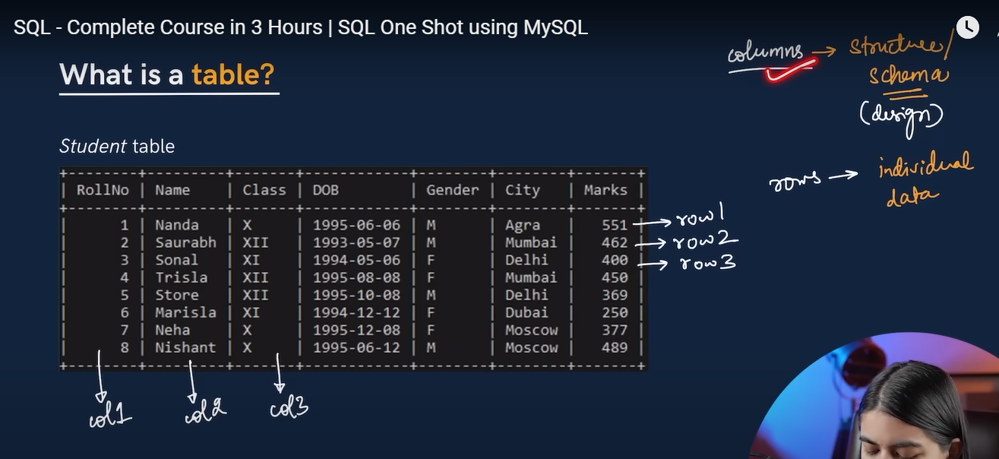 SQL - Complete Course in 3 Hours | SQL One Shot using MySQL
What is a table?
columns → structure/
schema
(design)
rows → individual
data
Student table
+--------+---------+-------+------------+--------+--------+-------+
| RollNo | Name | Class | DOB | Gender | City | Marks |
+--------+---------+-------+------------+--------+--------+-------+
| 1 | Nanda | X | 1995-06-06 | M | Agra | 551 | → row1
| 2 | Saurabh | XII | 1993-05-07 | M | Mumbai | 462 | → row2
| 3 | Sonal | XI | 1994-05-06 | F | Delhi | 400 | → row3
| 4 | Trisla | XII | 1995-08-08 | F | Mumbai | 450 |
| 5 | Store | XII | 1995-10-08 | M | Delhi | 369 |
| 6 | Marisla | XI | 1994-12-12 | F | Dubai | 250 |
| 7 | Neha | X | 1995-12-08 | F | Moscow | 377 |
| 8 | Nishant | X | 1995-06-12 | M | Moscow | 489 |
+--------+---------+-------+------------+--------+--------+-------+
col1 col2 col3